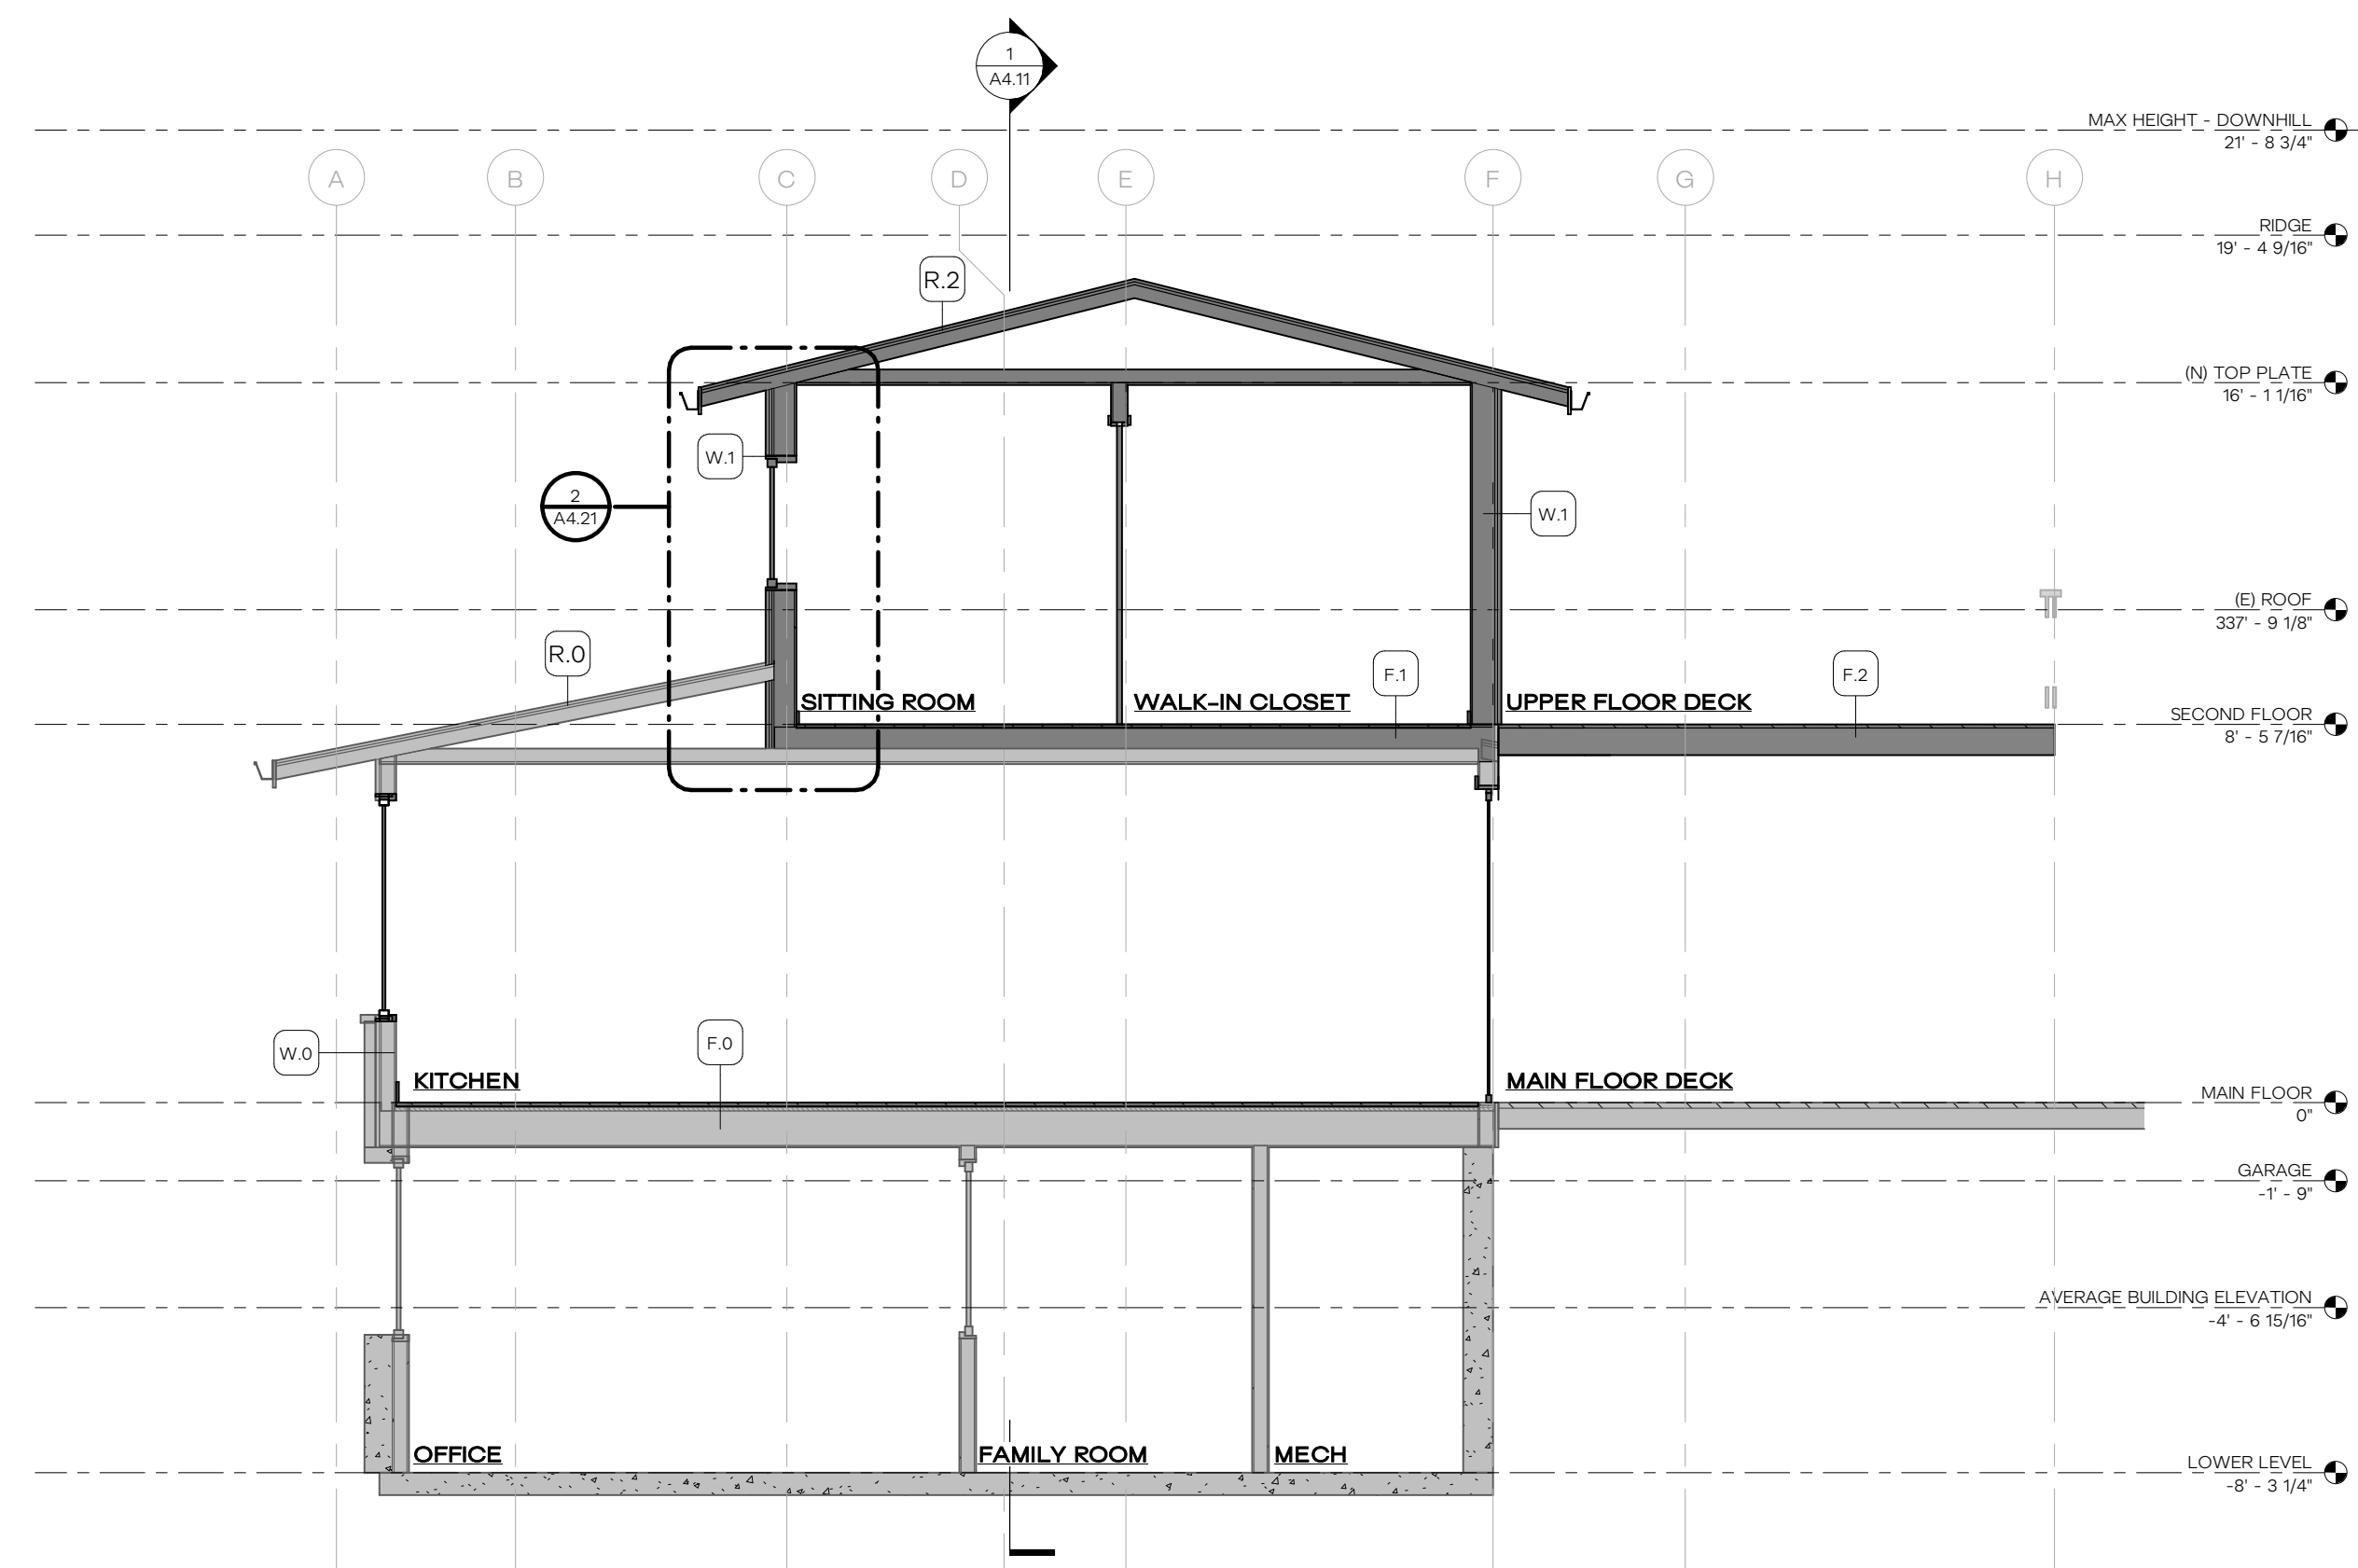 1
A4.11
MAX HEIGHT - DOWNHILL
21' - 8 3/4"
A
B
C
D
E
F
G
H
RIDGE
19' - 4 9/16"
R.2
(N) TOP PLATE
16' - 1 1/16"
W.1
2
A4.21
W.1
(E) ROOF
337' - 9 1/8"
R.0
F.1
F.2
SITTING ROOM
WALK-IN CLOSET
UPPER FLOOR DECK
SECOND FLOOR
8' - 5 7/16"
W.0
F.0
KITCHEN
MAIN FLOOR DECK
MAIN FLOOR
0"
GARAGE
-1' - 9"
AVERAGE BUILDING ELEVATION
-4' - 6 15/16"
OFFICE
FAMILY ROOM
MECH
LOWER LEVEL
-8' - 3 1/4"